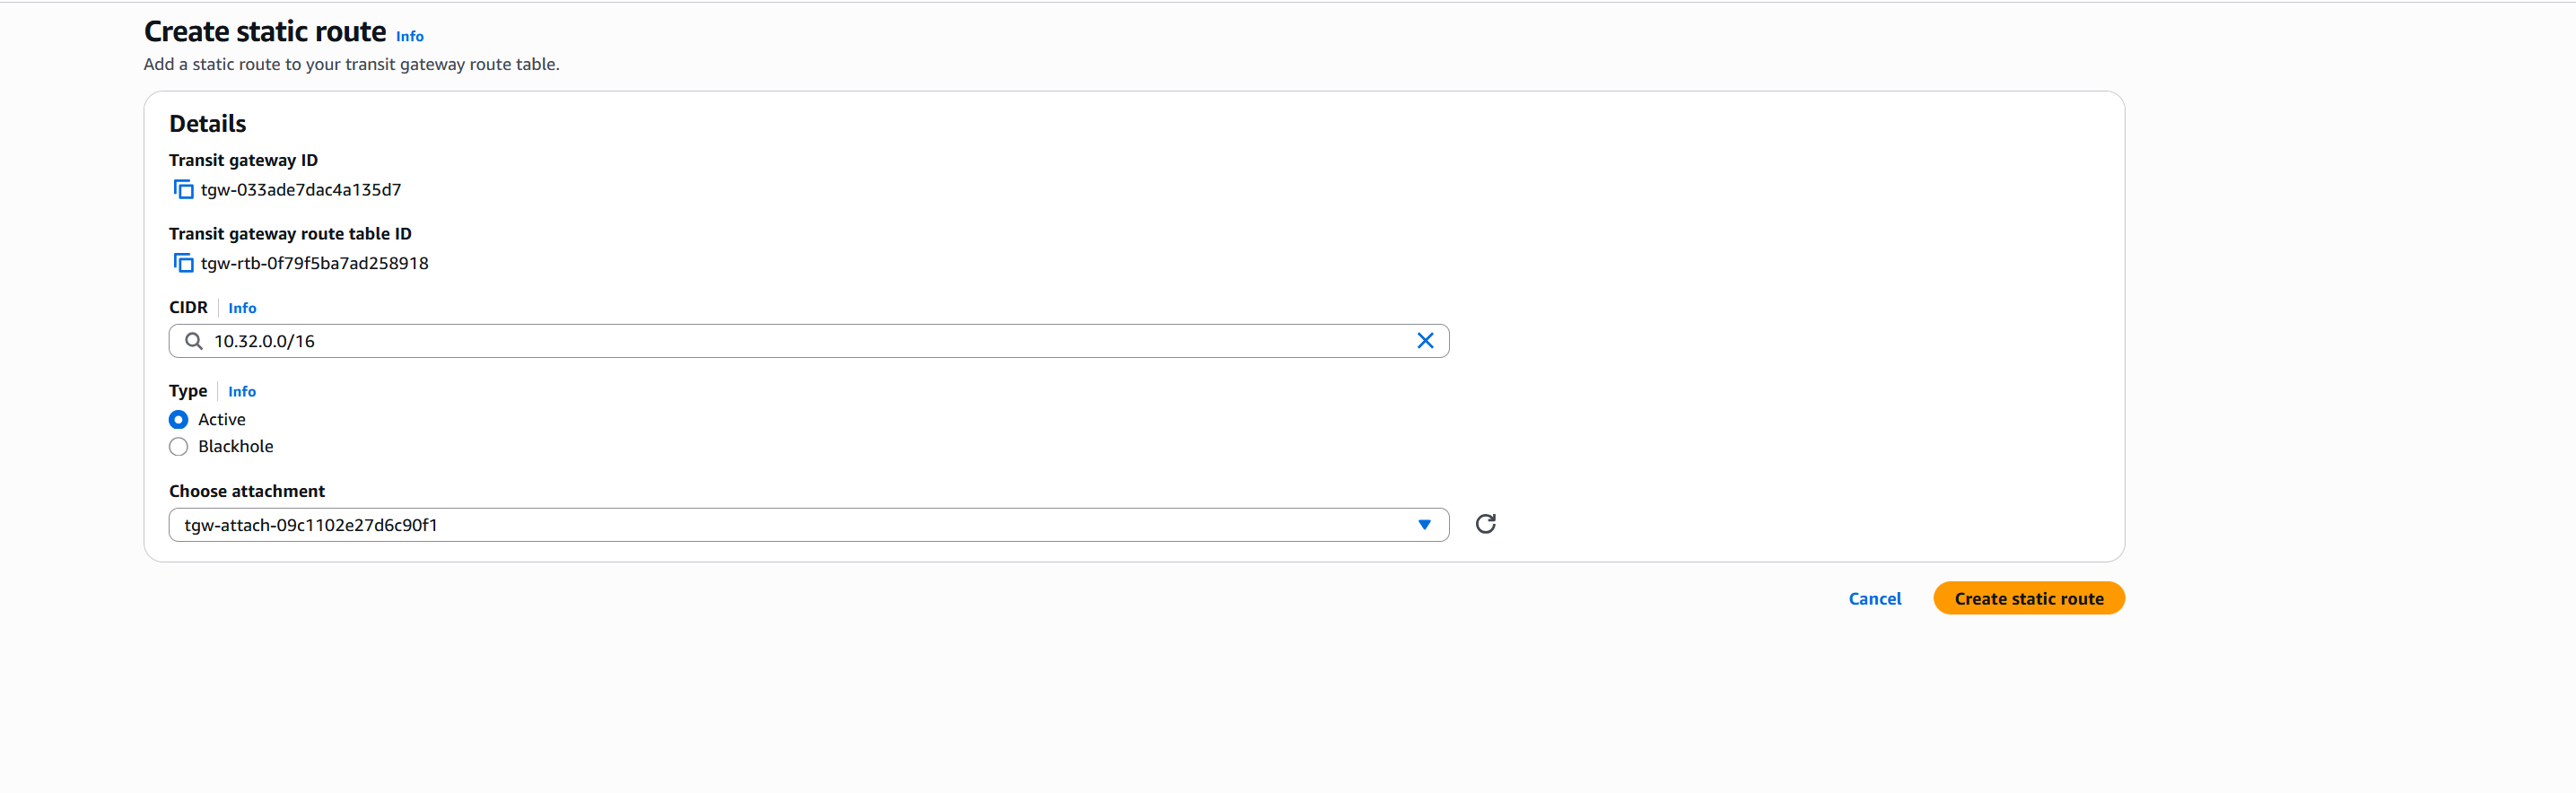 Create static route Info
Add a static route to your transit gateway route table.
Details
Transit gateway ID
tgw-033ade7dac4a135d7
Transit gateway route table ID
tgw-rtb-0f79f5ba7ad258918
CIDR Info
10.32.0.0/16
Type Info
Active
Blackhole
Choose attachment
tgw-attach-09c1102e27d6c90f1
Cancel Create static route